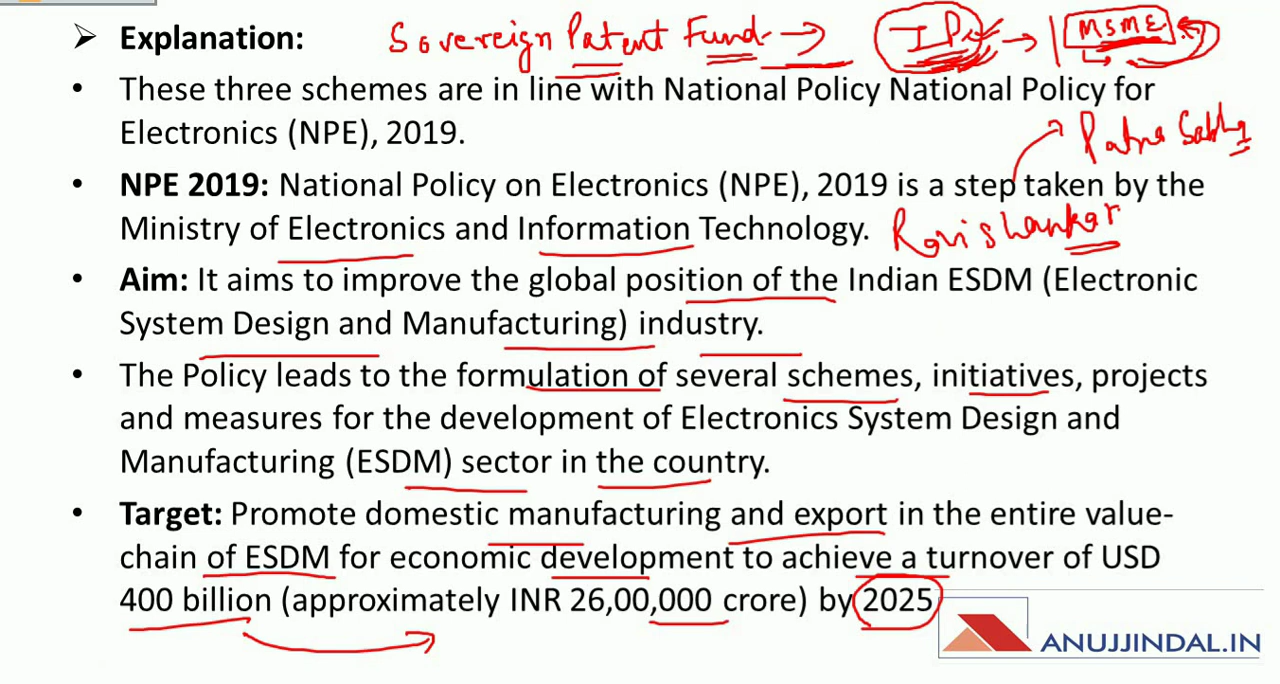 ➤ Explanation: Sovereign Patent Fund → IPR → MSME
• These three schemes are in line with National Policy National Policy for
Electronics (NPE), 2019.
Patna Sahib
• NPE 2019: National Policy on Electronics (NPE), 2019 is a step taken by the
Ministry of Electronics and Information Technology. Ravishankar
• Aim: It aims to improve the global position of the Indian ESDM (Electronic
System Design and Manufacturing) industry.
• The Policy leads to the formulation of several schemes, initiatives, projects
and measures for the development of Electronics System Design and
Manufacturing (ESDM) sector in the country.
• Target: Promote domestic manufacturing and export in the entire value-
chain of ESDM for economic development to achieve a turnover of USD
400 billion (approximately INR 26,00,000 crore) by 2025
ANUJJINDAL.IN